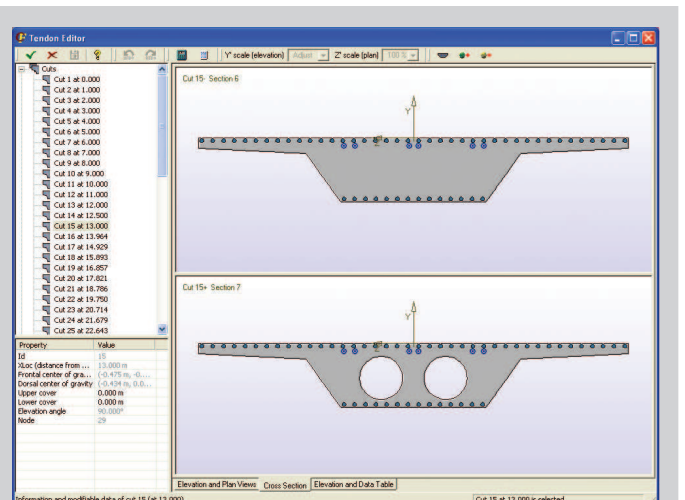 Tendon Editor
Y' scale (elevation) Adjust Z' scale (plan) 100 %
Cuts
Cut 1 at 0.000
Cut 2 at 1.000
Cut 3 at 2.000
Cut 4 at 3.000
Cut 5 at 4.000
Cut 6 at 5.000
Cut 7 at 6.000
Cut 8 at 7.000
Cut 9 at 8.000
Cut 10 at 9.000
Cut 11 at 10.000
Cut 12 at 11.000
Cut 13 at 12.000
Cut 14 at 12.500
Cut 15 at 13.000
Cut 16 at 13.964
Cut 17 at 14.929
Cut 18 at 15.893
Cut 19 at 16.857
Cut 20 at 17.821
Cut 21 at 18.786
Cut 22 at 19.750
Cut 23 at 20.714
Cut 24 at 21.679
Cut 25 at 22.643
Property Value
Id 15
XLoc (distance from ... 13.000 m
Frontal center of gra... (-0.475 m, -0....
Dorsal center of gravity (-0.434 m, 0.0...
Upper cover 0.000 m
Lower cover 0.000 m
Elevation angle 90.000°
Node 29
Cut 15- Section 6
Y
Z
Cut 15+ Section 7
Y
Z
Elevation and Plan Views Cross Section Elevation and Data Table
Information and modifiable data of cut 15 (at 13.000) Cut 15 at 13.000 is selected